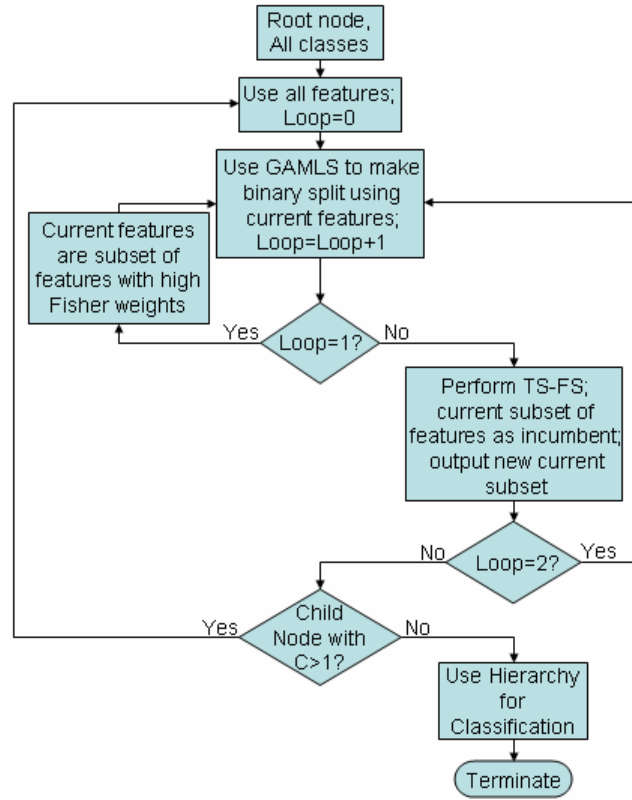 Root node,
All classes
Use all features;
Loop=0
Use GAMLS to make
binary split using
current features;
Loop=Loop+1
Current features
are subset of
features with high
Fisher weights
Yes
Loop=1?
No
Perform TS-FS;
current subset of
features as incumbent;
output new current
subset
No
Loop=2?
Yes
Yes
Child
Node with
C>1?
No
Use Hierarchy
for
Classification
Terminate